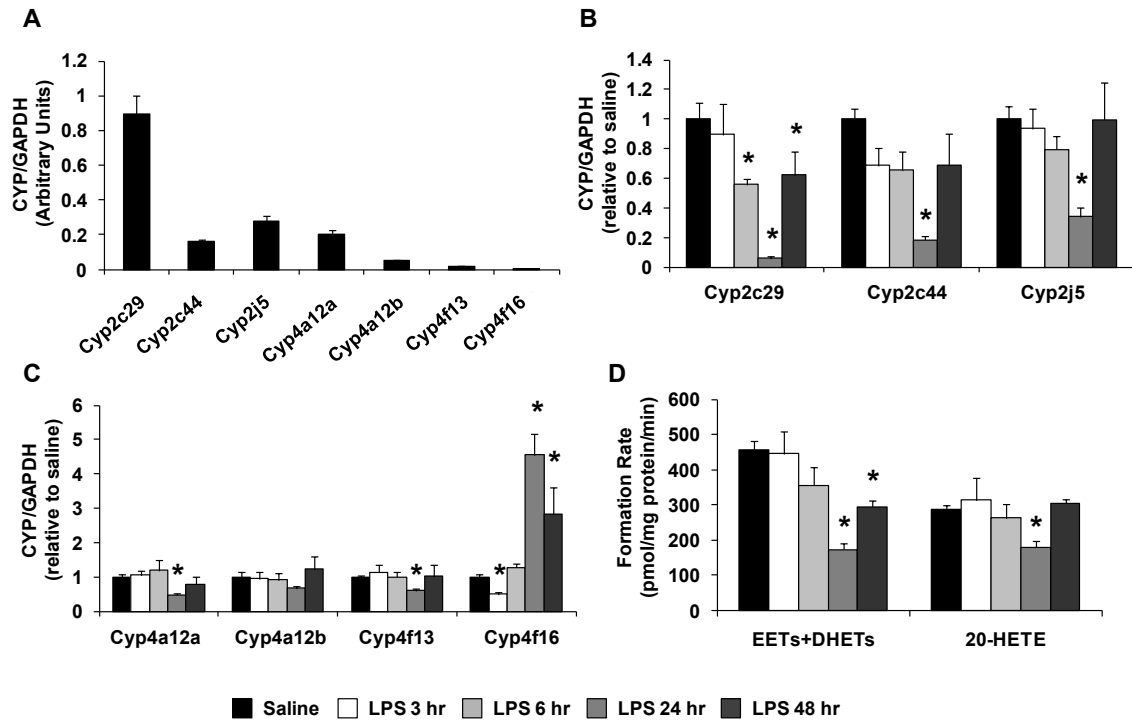 A
CYP/GAPDH
(Arbitrary Units)
1.2
1
0.8
0.6
0.4
0.2
0
Cyp2c29
Cyp2c44
Cyp2j5
Cyp4a12a
Cyp4a12b
Cyp4f13
Cyp4f16
B
CYP/GAPDH
(relative to saline)
1.4
1.2
1
0.8
0.6
0.4
0.2
0
* * * * *
Cyp2c29 Cyp2c44 Cyp2j5
C
CYP/GAPDH
(relative to saline)
6
5
4
3
2
1
0
* * * * *
Cyp4a12a Cyp4a12b Cyp4f13 Cyp4f16
D
Formation Rate
(pmol/mg protein/min)
600
500
400
300
200
100
0
* * *
EETs+DHETs 20-HETE
Saline LPS 3 hr LPS 6 hr LPS 24 hr LPS 48 hr